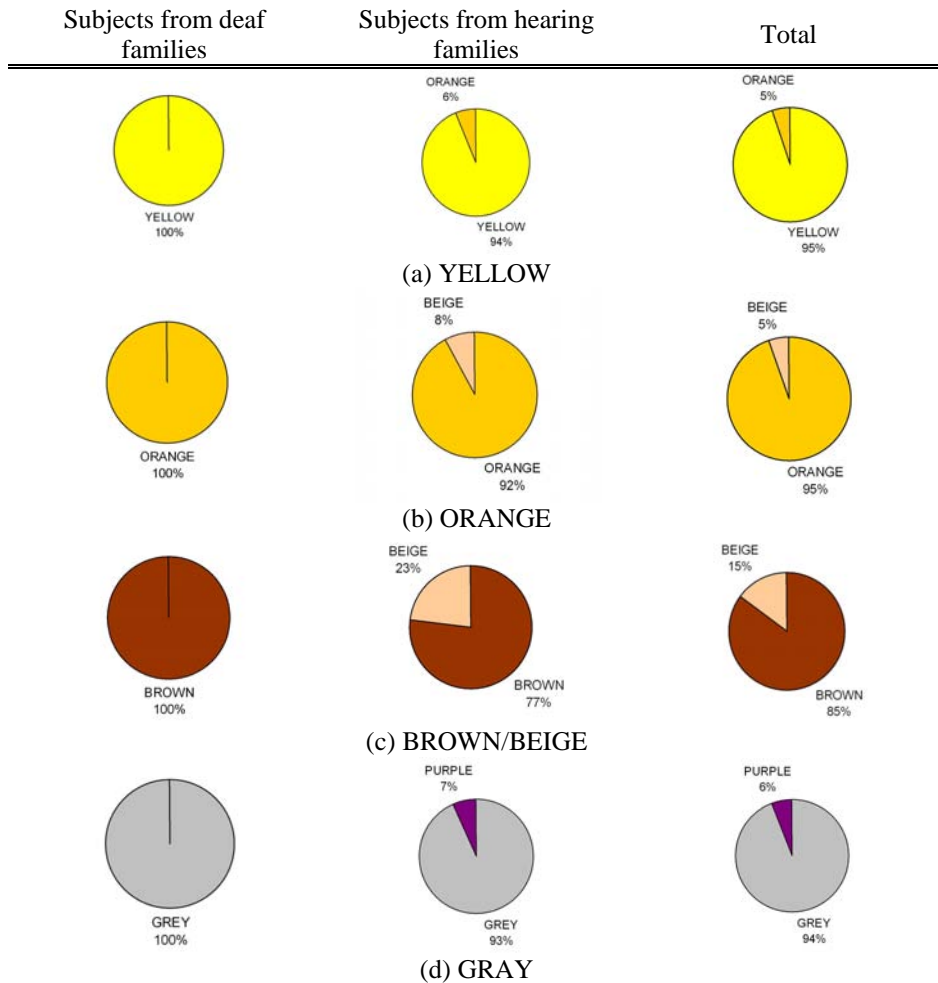 Subjects from deaf
families
Subjects from hearing
families
Total
YELLOW
100%
ORANGE
6%
YELLOW
94%
ORANGE
5%
YELLOW
95%
(a) YELLOW
ORANGE
100%
BEIGE
8%
ORANGE
92%
BEIGE
5%
ORANGE
95%
(b) ORANGE
BROWN
100%
BEIGE
23%
BROWN
77%
BEIGE
15%
BROWN
85%
(c) BROWN/BEIGE
GREY
100%
PURPLE
7%
GREY
93%
PURPLE
6%
GREY
94%
(d) GRAY